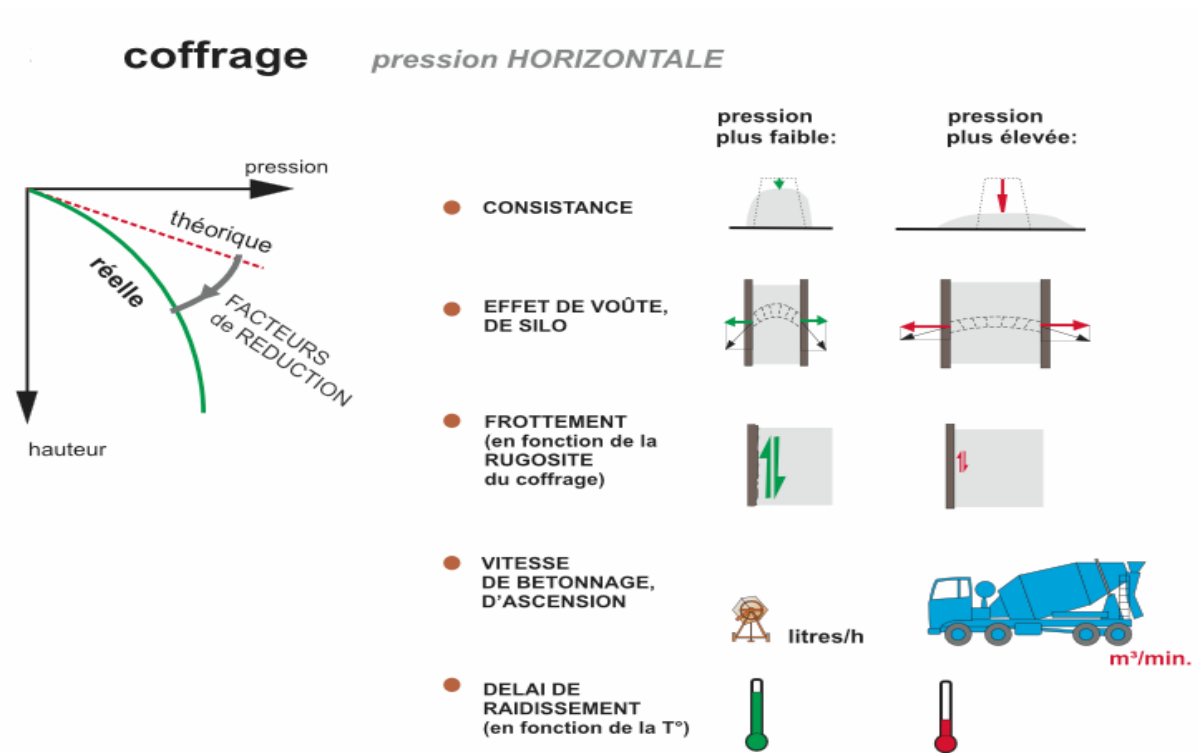 coffrage pression HORIZONTALE
pression
plus faible:
pression
plus élevée:
pression
théorique
réelle
FACTEURS
de REDUCTION
hauteur
CONSISTANCE
EFFET DE VOÛTE,
DE SILO
FROTTEMENT
(en fonction de la
RUGOSITE
du coffrage)
VITESSE
DE BETONNAGE,
D'ASCENSION
litres/h
m³/min.
DELAI DE
RAIDISSEMENT
(en fonction de la T°)